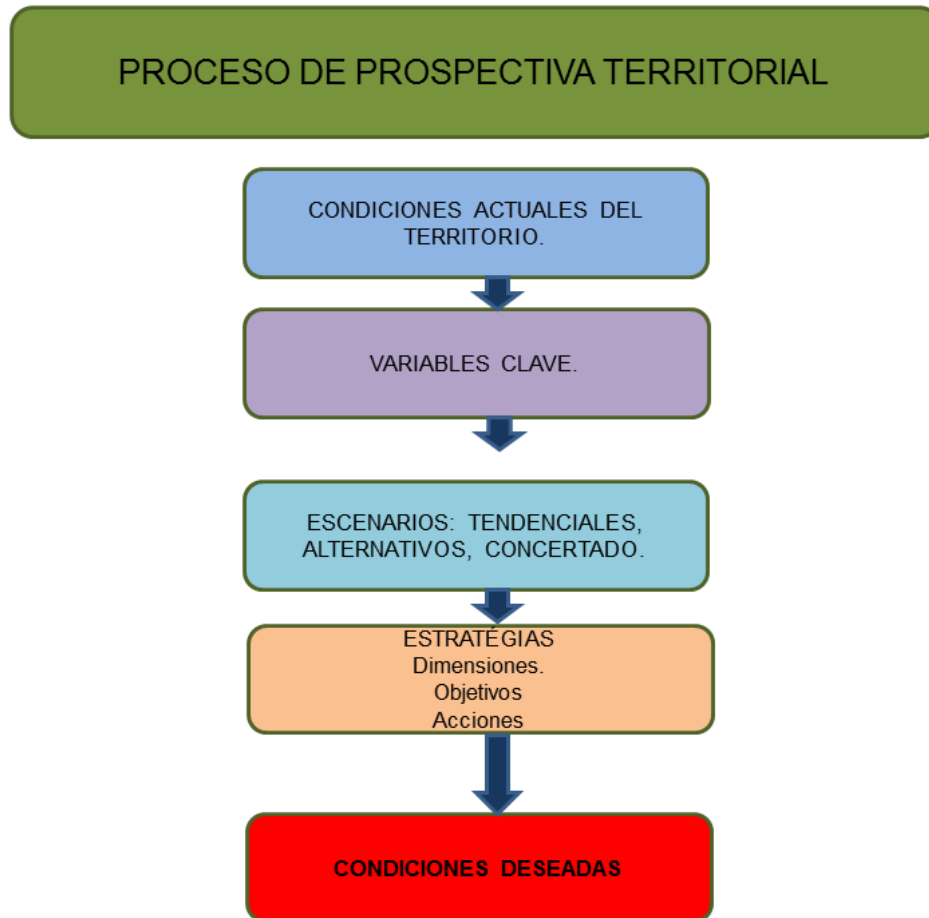 PROCESO DE PROSPECTIVA TERRITORIAL
CONDICIONES ACTUALES DEL
TERRITORIO.
VARIABLES CLAVE.
ESCENARIOS: TENDENCIALES,
ALTERNATIVOS, CONCERTADO.
ESTRATÉGIAS
Dimensiones.
Objetivos
Acciones
CONDICIONES DESEADAS